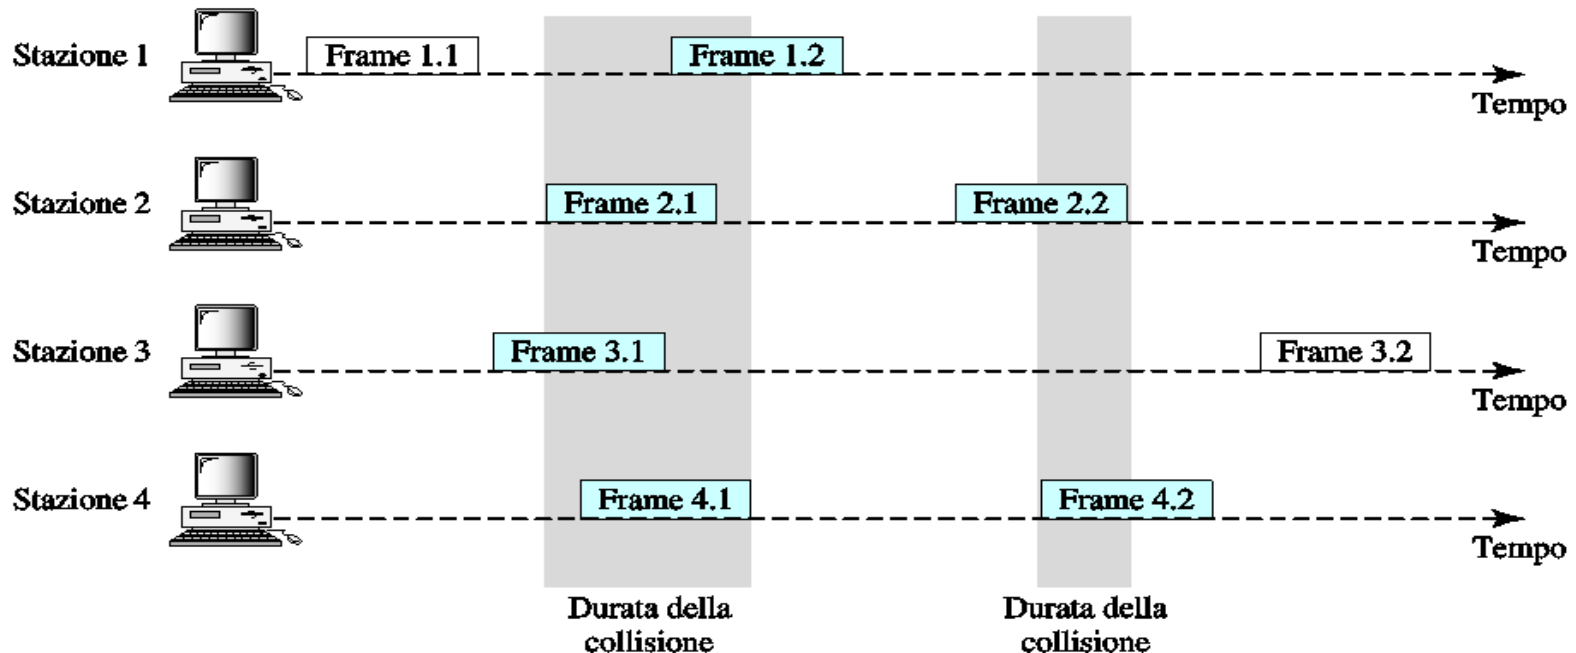 Stazione 1
Frame 1.1
Frame 1.2
Tempo
Stazione 2
Frame 2.1
Frame 2.2
Tempo
Stazione 3
Frame 3.1
Frame 3.2
Tempo
Stazione 4
Frame 4.1
Frame 4.2
Tempo
Durata della
collisione
Durata della
collisione